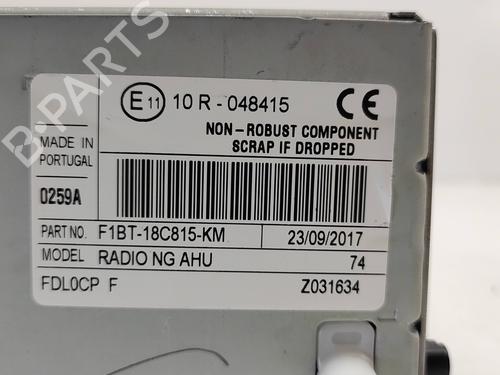 E11 10 R - 048415 CE
NON-ROBUST COMPONENT
SCRAP IF DROPPED
MADE IN
PORTUGAL
0259A
PART NO. F1BT-18C815-KM 23/09/2017
MODEL RADIO NG AHU 74
FDL0CP F Z031634
B-PARTS